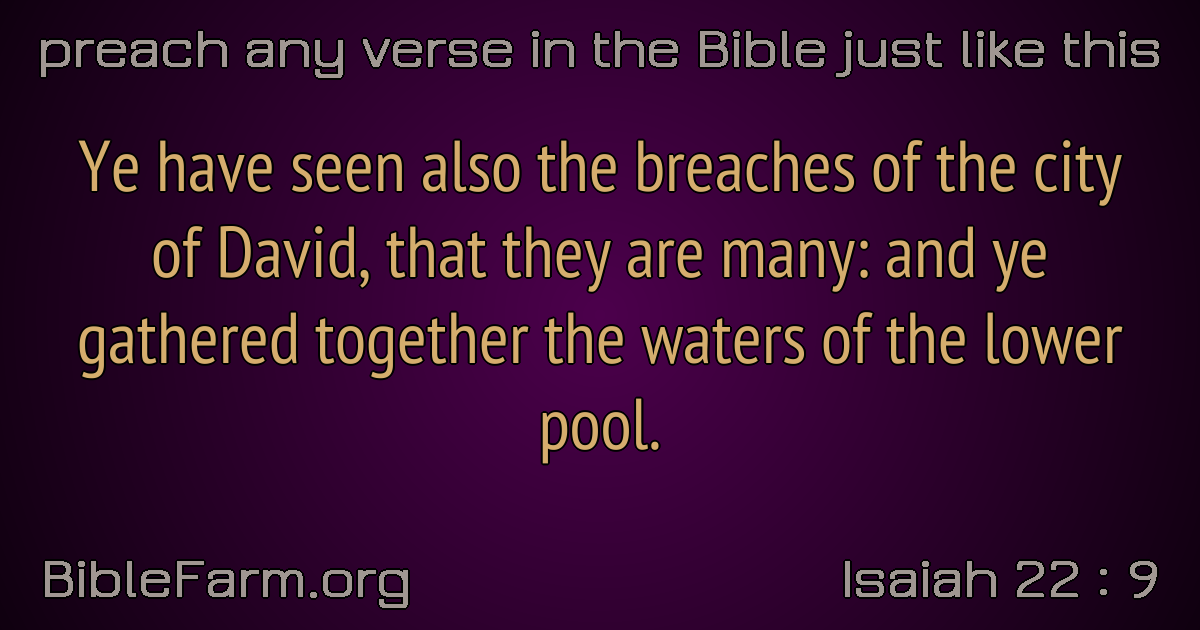 preach any verse in the Bible just like this
Ye have seen also the breaches of the city
of David, that they are many: and ye
gathered together the waters of the lower
pool.
BibleFarm.org
Isaiah 22 : 9